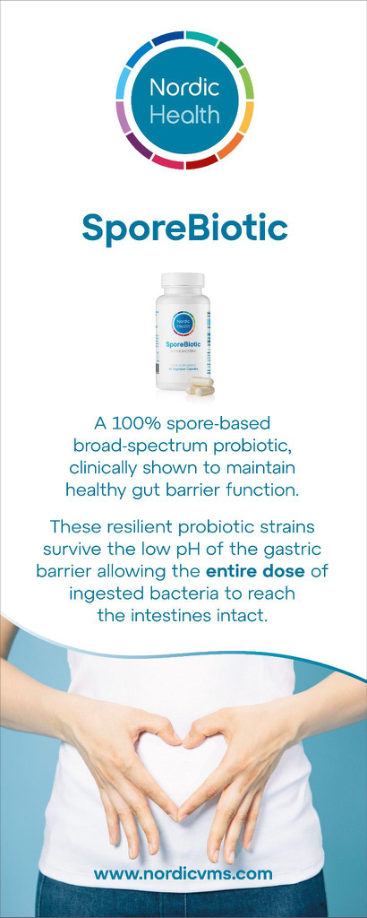 Nordic
Health
SporeBiotic
Nordic
Health
SporeBiotic
A 100% spore-based
broad-spectrum probiotic,
clinically shown to maintain
healthy gut barrier function.
These resilient probiotic strains
survive the low pH of the gastric
barrier allowing the entire dose of
ingested bacteria to reach
the intestines intact.
www.nordicvms.com